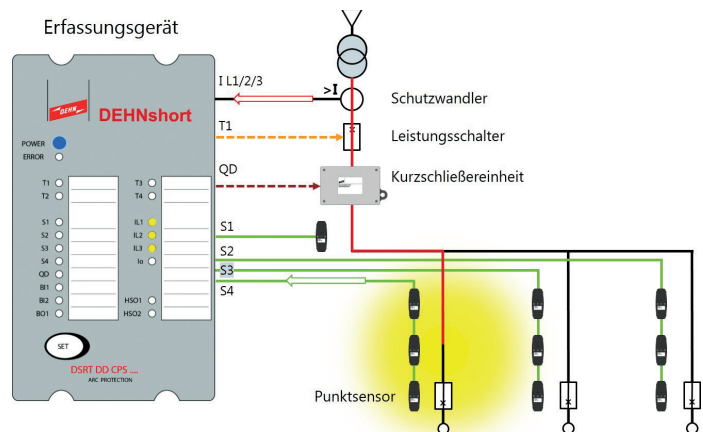 Erfassungsgerät
DEHN
DEHNshort
POWER
ERROR
T1
T2
S1
S2
S3
S4
QD
BI1
BI2
BO1
T3
T4
IL1
IL2
IL3
Io
HSO1
HSO2
SET
DSRT DD CPS ....
ARC PROTECTION
I L1/2/3
>I
T1
QD
S1
S2
S3
S4
Schutzwandler
Leistungsschalter
Kurzschließereinheit
Punktsensor